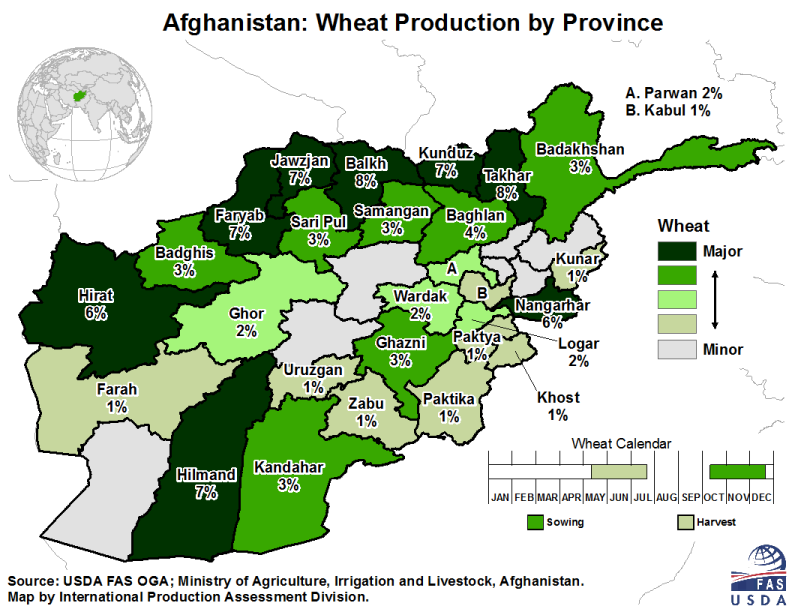 Afghanistan: Wheat Production by Province
A. Parwan 2%
B. Kabul 1%
Badakhshan
3%
Kunduz
7%
Jawzjan
7%
Balkh
8%
Takhar
8%
Faryab
7%
Sari Pul
3%
Samangan
3%
Baghlan
4%
Badghis
3%
Kunar
1%
Wheat
Major
Minor
A
B
Hirat
6%
Ghor
2%
Wardak
2%
Nangarhar
6%
Ghazni
3%
Paktya
1%
Logar
2%
Uruzgan
1%
Farah
1%
Zabu
1%
Paktika
1%
Khost
1%
Hilmand
7%
Kandahar
3%
Wheat Calendar
JAN FEB MAR APR MAY JUN JUL AUG SEP OCT NOV DEC
Sowing Harvest
Source: USDA FAS OGA; Ministry of Agriculture, Irrigation and Livestock, Afghanistan.
Map by International Production Assessment Division.
FAS
USDA